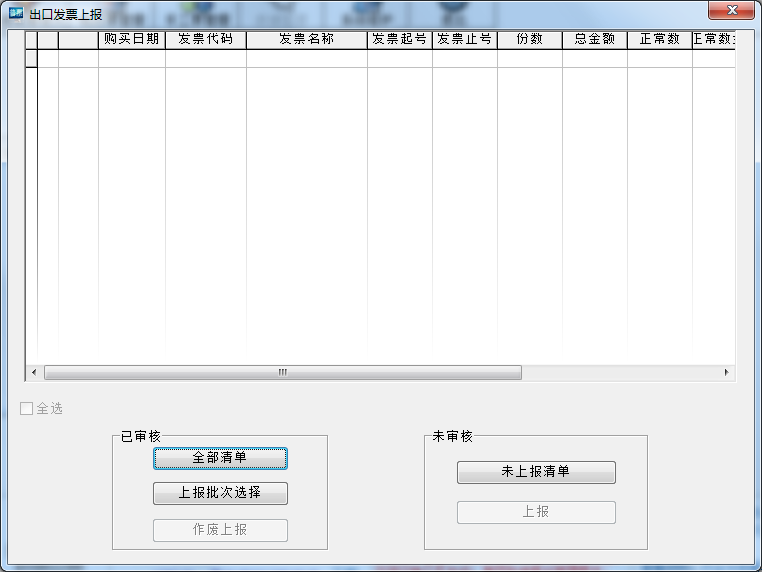 出口发票上报
购买日期 发票代码 发票名称 发票起号 发票止号 份数 总金额 正常数 正常数
全选
已审核
全部清单
上报批次选择
作废上报
未审核
未上报清单
上报